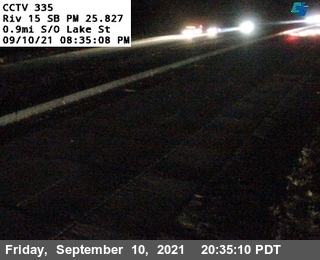 CCTV 335
Riv 15 SB PM 25.827
0.9mi S/O Lake St
09/10/21 08:35:08 PM
Friday, September 10, 2021 20:35:10 PDT